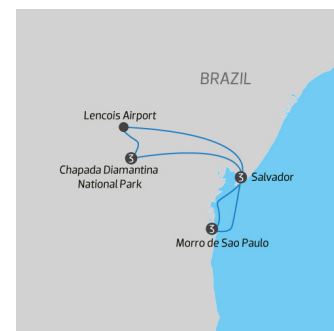 BRAZIL
Lencois Airport
3
Chapada Diamantina
National Park
3 Salvador
3
Morro de Sao Paulo